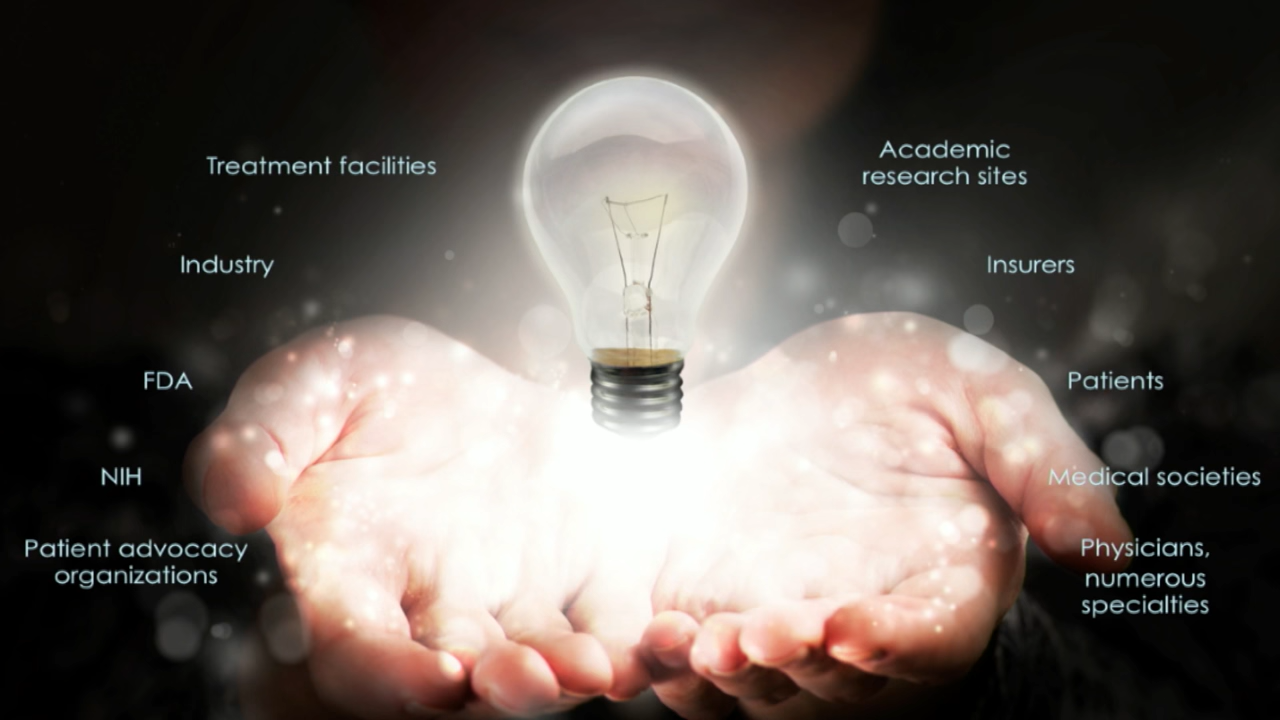 Treatment facilities
Industry
FDA
NIH
Patient advocacy
organizations
Academic
research sites
Insurers
Patients
Medical societies
Physicians,
numerous
specialties